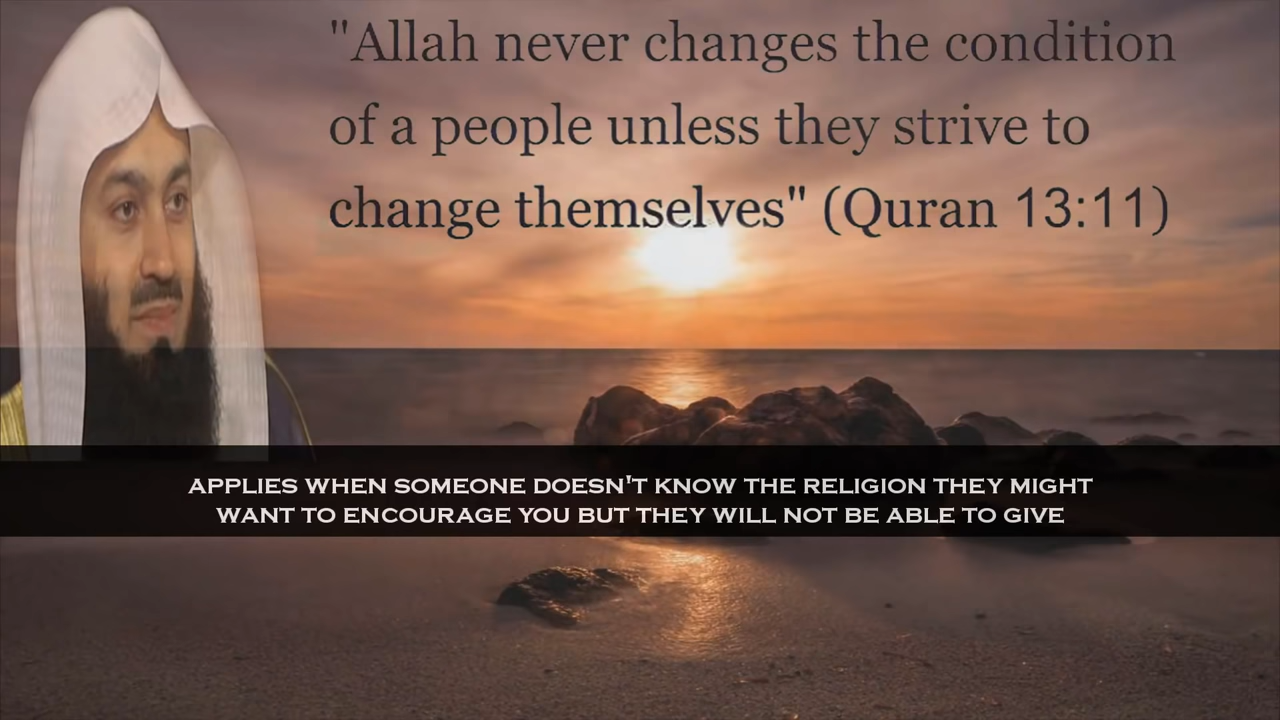 "Allah never changes the condition
of a people unless they strive to
change themselves" (Quran 13:11)
APPLIES WHEN SOMEONE DOESN'T KNOW THE RELIGION THEY MIGHT
WANT TO ENCOURAGE YOU BUT THEY WILL NOT BE ABLE TO GIVE